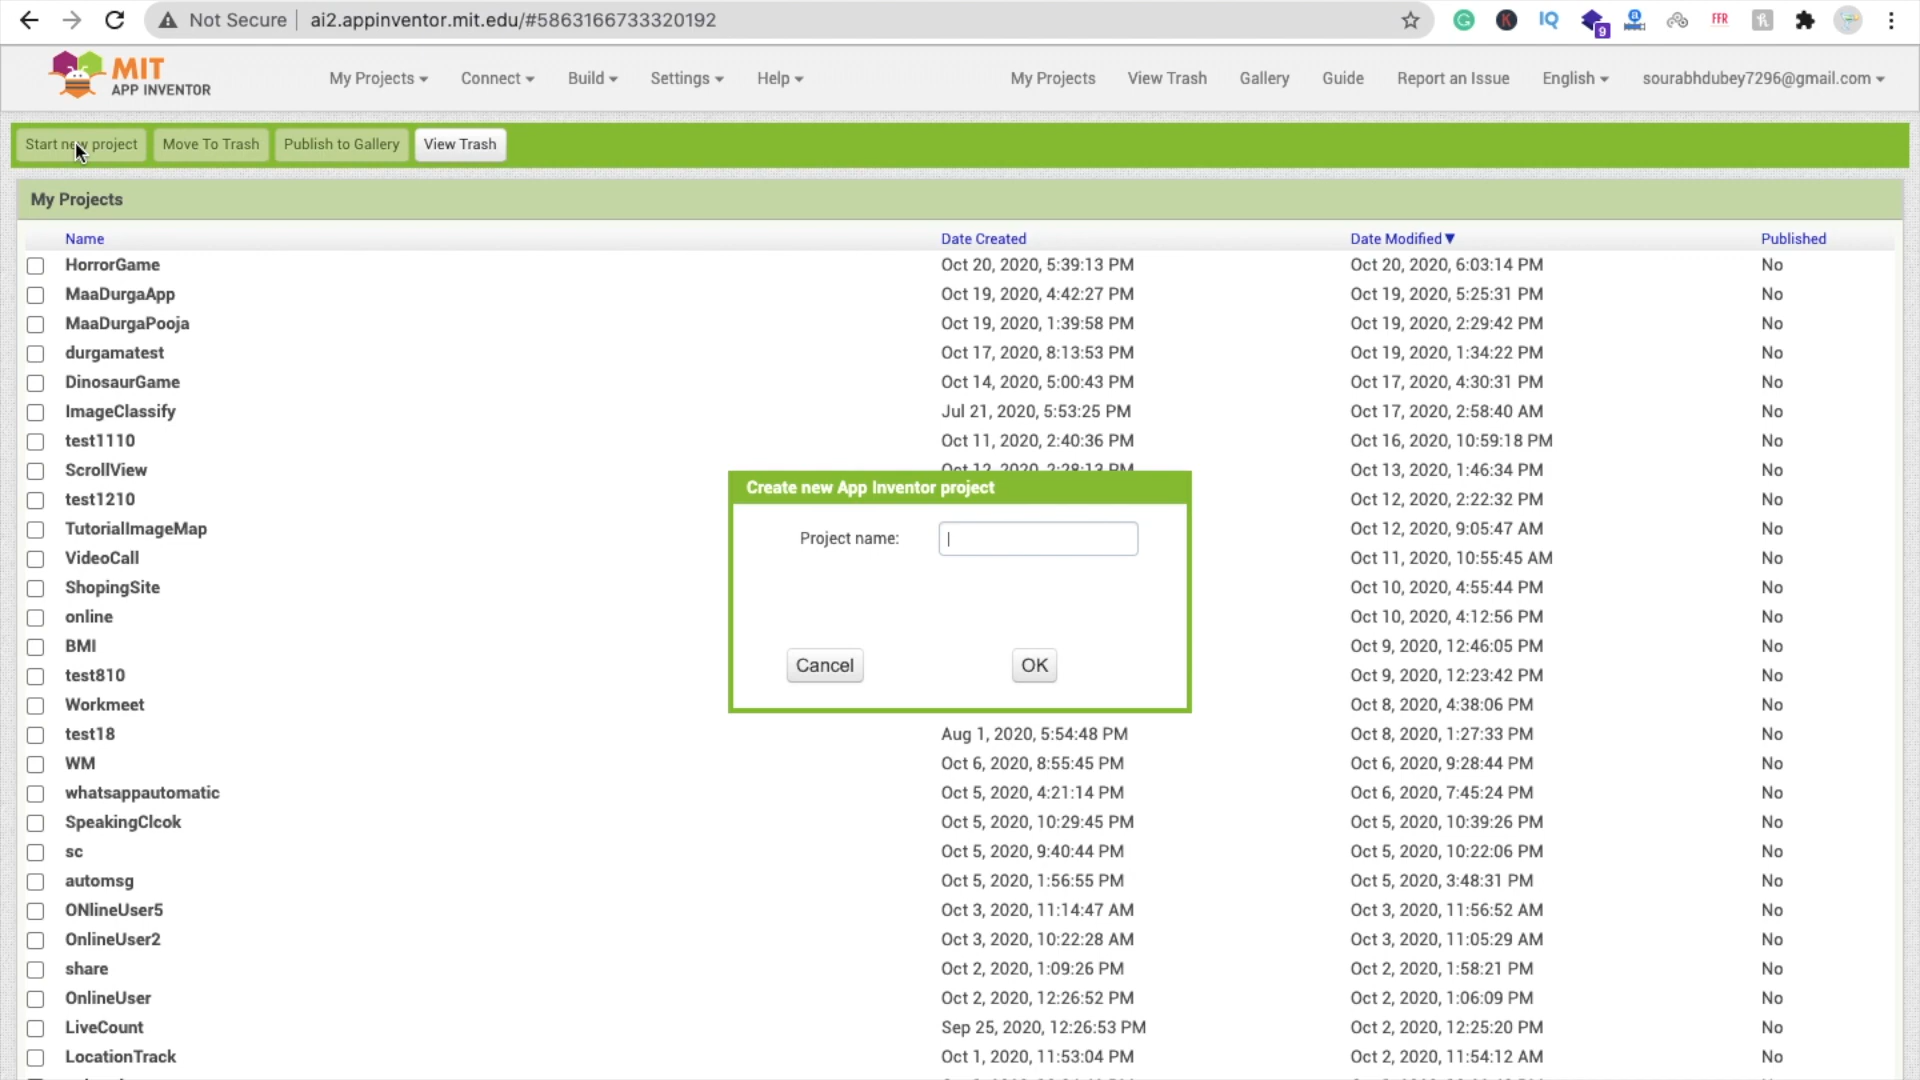 Not Secure ai2.appinventor.mit.edu/#5863166733320192
9 FFR
MIT
APP INVENTOR
My Projects Connect Build Settings Help My Projects View Trash Gallery Guide Report an Issue English sourabhdubey7296@gmail.com
Start new project Move To Trash Publish to Gallery View Trash
My Projects
Name Date Created Date Modified Published
HorrorGame Oct 20, 2020, 5:39:13 PM Oct 20, 2020, 6:03:14 PM No
MaaDurgaApp Oct 19, 2020, 4:42:27 PM Oct 19, 2020, 5:25:31 PM No
MaaDurgaPooja Oct 19, 2020, 1:39:58 PM Oct 19, 2020, 2:29:42 PM No
durgamatest Oct 17, 2020, 8:13:53 PM Oct 19, 2020, 1:34:22 PM No
DinosaurGame Oct 14, 2020, 5:00:43 PM Oct 17, 2020, 4:30:31 PM No
ImageClassify Jul 21, 2020, 5:53:25 PM Oct 17, 2020, 2:58:40 AM No
test1110 Oct 11, 2020, 2:40:36 PM Oct 16, 2020, 10:59:18 PM No
ScrollView Oct 12, 2020, 2:28:13 PM Oct 13, 2020, 1:46:34 PM No
test1210 Oct 12, 2020, 2:22:32 PM No
TutorialImageMap Oct 12, 2020, 9:05:47 AM No
VideoCall Oct 11, 2020, 10:55:45 AM No
ShopingSite Oct 10, 2020, 4:55:44 PM No
online Oct 10, 2020, 4:12:56 PM No
BMI Oct 9, 2020, 12:46:05 PM No
test810 Oct 9, 2020, 12:23:42 PM No
Workmeet Oct 8, 2020, 4:38:06 PM No
test18 Aug 1, 2020, 5:54:48 PM Oct 8, 2020, 1:27:33 PM No
WM Oct 6, 2020, 8:55:45 PM Oct 6, 2020, 9:28:44 PM No
whatsappautomatic Oct 5, 2020, 4:21:14 PM Oct 6, 2020, 7:45:24 PM No
SpeakingClcok Oct 5, 2020, 10:29:45 PM Oct 5, 2020, 10:39:26 PM No
sc Oct 5, 2020, 9:40:44 PM Oct 5, 2020, 10:22:06 PM No
automsg Oct 5, 2020, 1:56:55 PM Oct 5, 2020, 3:48:31 PM No
ONlineUser5 Oct 3, 2020, 11:14:47 AM Oct 3, 2020, 11:56:52 AM No
OnlineUser2 Oct 3, 2020, 10:22:28 AM Oct 3, 2020, 11:05:29 AM No
share Oct 2, 2020, 1:09:26 PM Oct 2, 2020, 1:58:21 PM No
OnlineUser Oct 2, 2020, 12:26:52 PM Oct 2, 2020, 1:06:09 PM No
LiveCount Sep 25, 2020, 12:26:53 PM Oct 2, 2020, 12:25:20 PM No
LocationTrack Oct 1, 2020, 11:53:04 PM Oct 2, 2020, 11:54:12 AM No
Create new App Inventor project
Project name:
Cancel OK